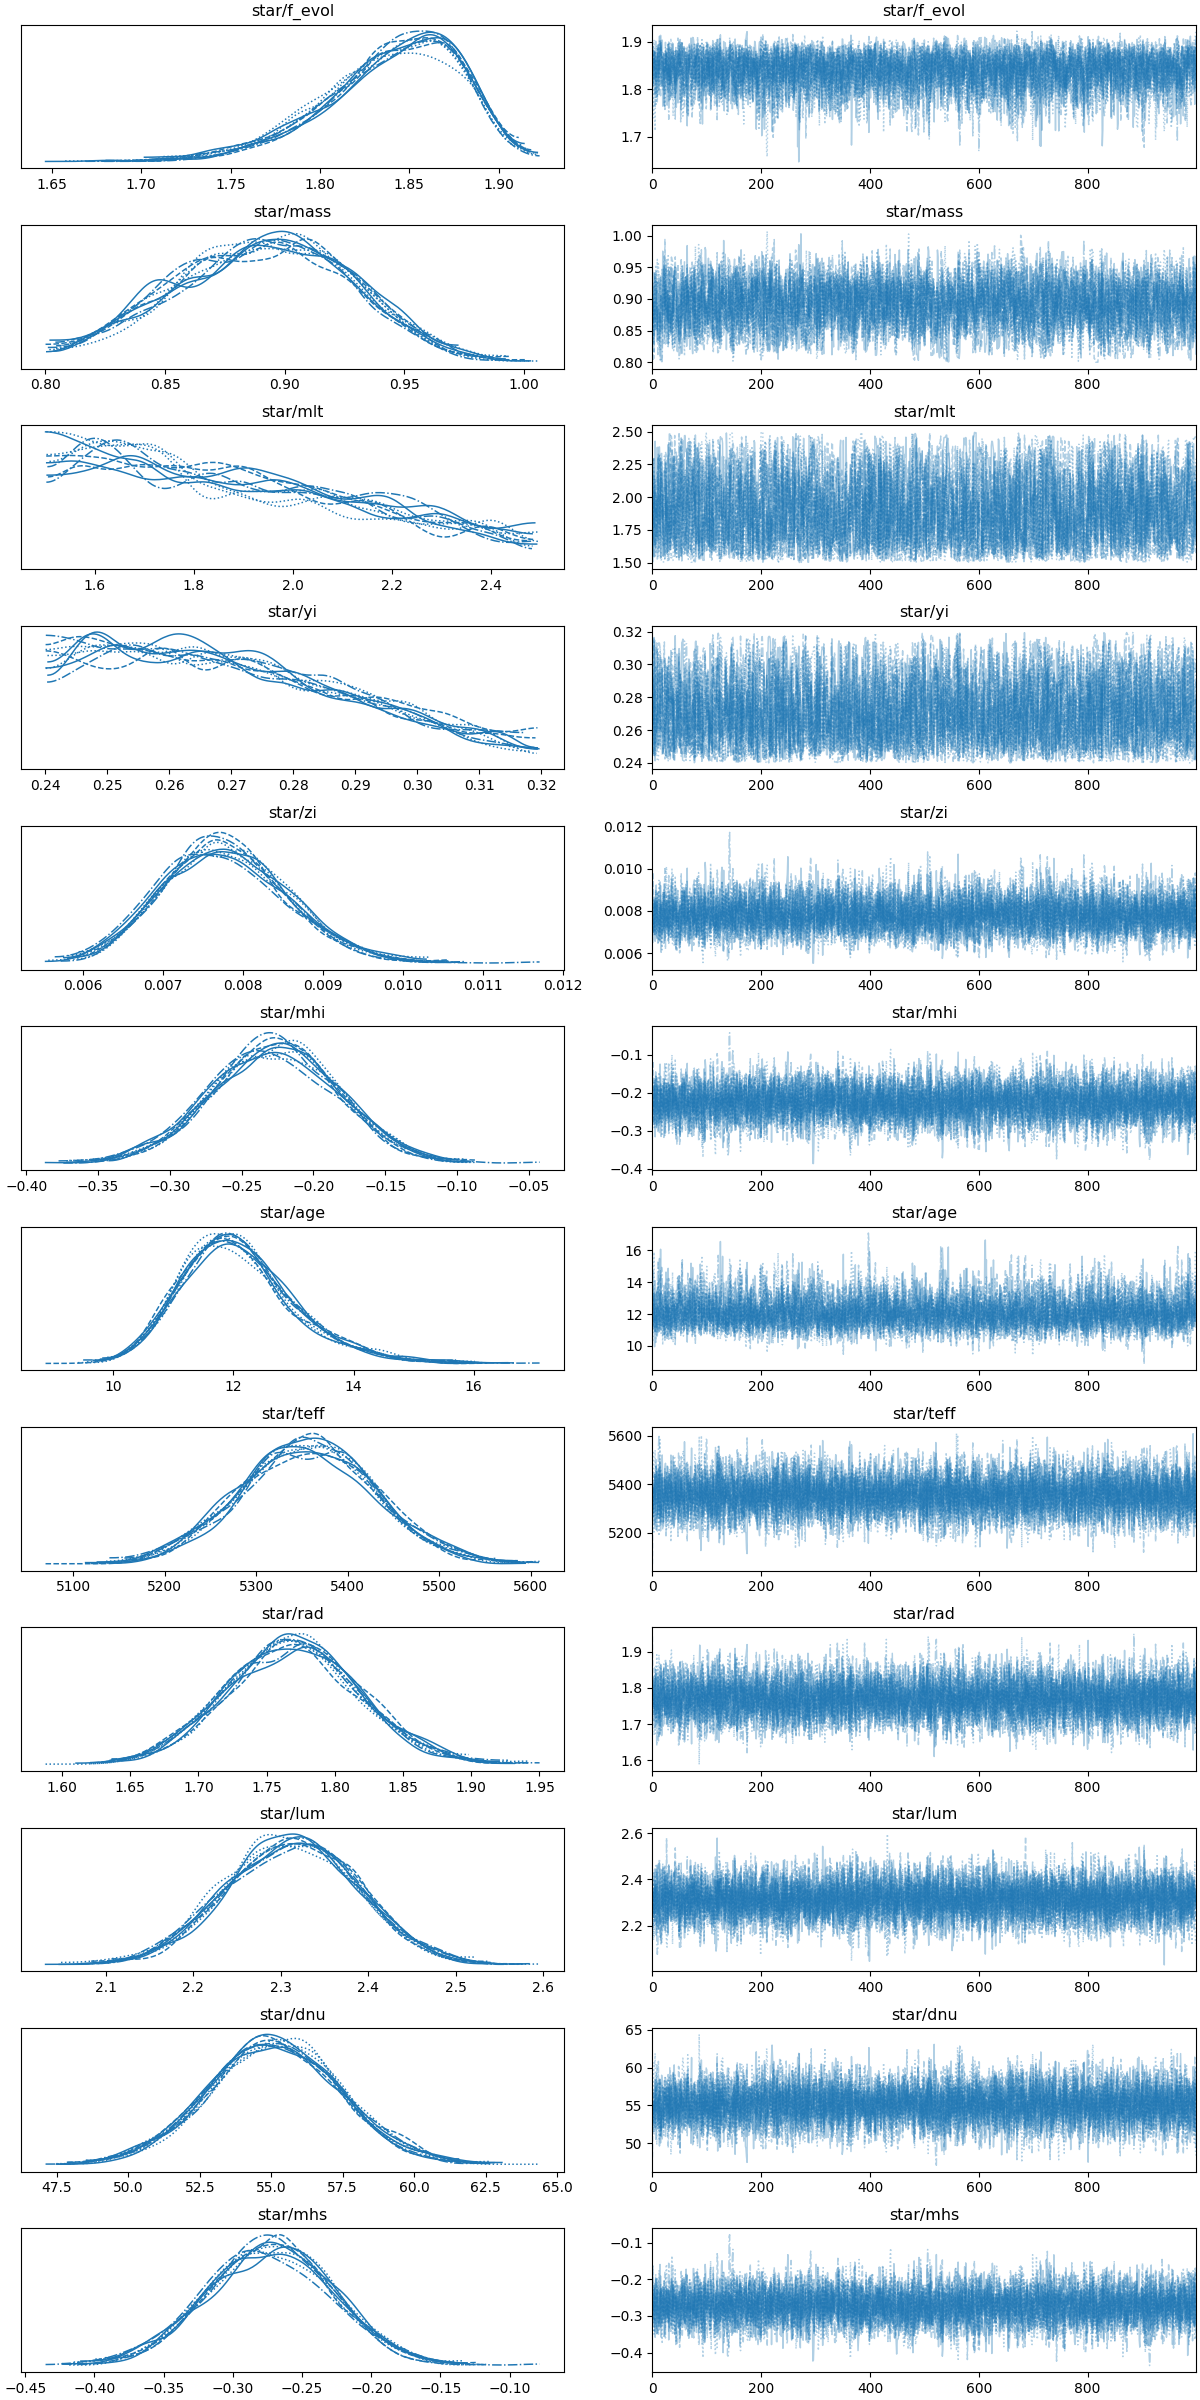 star/f_evol star/f_evol
1.9
1.8
1.7
1.65 1.70 1.75 1.80 1.85 1.90 0 200 400 600 800
star/mass star/mass
1.00
0.95
0.90
0.85
0.80
0.80 0.85 0.90 0.95 1.00 0 200 400 600 800
star/mlt star/mlt
2.50
2.25
2.00
1.75
1.50
1.6 1.8 2.0 2.2 2.4 0 200 400 600 800
star/yi star/yi
0.32
0.30
0.28
0.26
0.24
0.24 0.25 0.26 0.27 0.28 0.29 0.30 0.31 0.32 0 200 400 600 800
star/zi star/zi
0.012
0.010
0.008
0.006
0.006 0.007 0.008 0.009 0.010 0.011 0.012 0 200 400 600 800
star/mhi star/mhi
−0.1
−0.2
−0.3
−0.4
−0.40 −0.35 −0.30 −0.25 −0.20 −0.15 −0.10 −0.05 0 200 400 600 800
star/age star/age
16
14
12
10
10 12 14 16 0 200 400 600 800
star/teff star/teff
5600
5400
5200
5100 5200 5300 5400 5500 5600 0 200 400 600 800
star/rad star/rad
1.9
1.8
1.7
1.6
1.60 1.65 1.70 1.75 1.80 1.85 1.90 1.95 0 200 400 600 800
star/lum star/lum
2.6
2.4
2.2
2.1 2.2 2.3 2.4 2.5 2.6 0 200 400 600 800
star/dnu star/dnu
65
60
55
50
47.5 50.0 52.5 55.0 57.5 60.0 62.5 65.0 0 200 400 600 800
star/mhs star/mhs
−0.1
−0.2
−0.3
−0.4
−0.45 −0.40 −0.35 −0.30 −0.25 −0.20 −0.15 −0.10 0 200 400 600 800